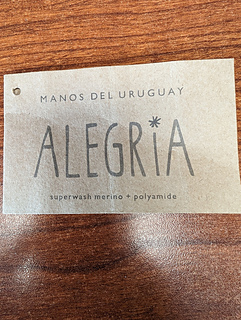 MANOS DEL URUGUAY
ALEGRIA
superwash merino + polyamide